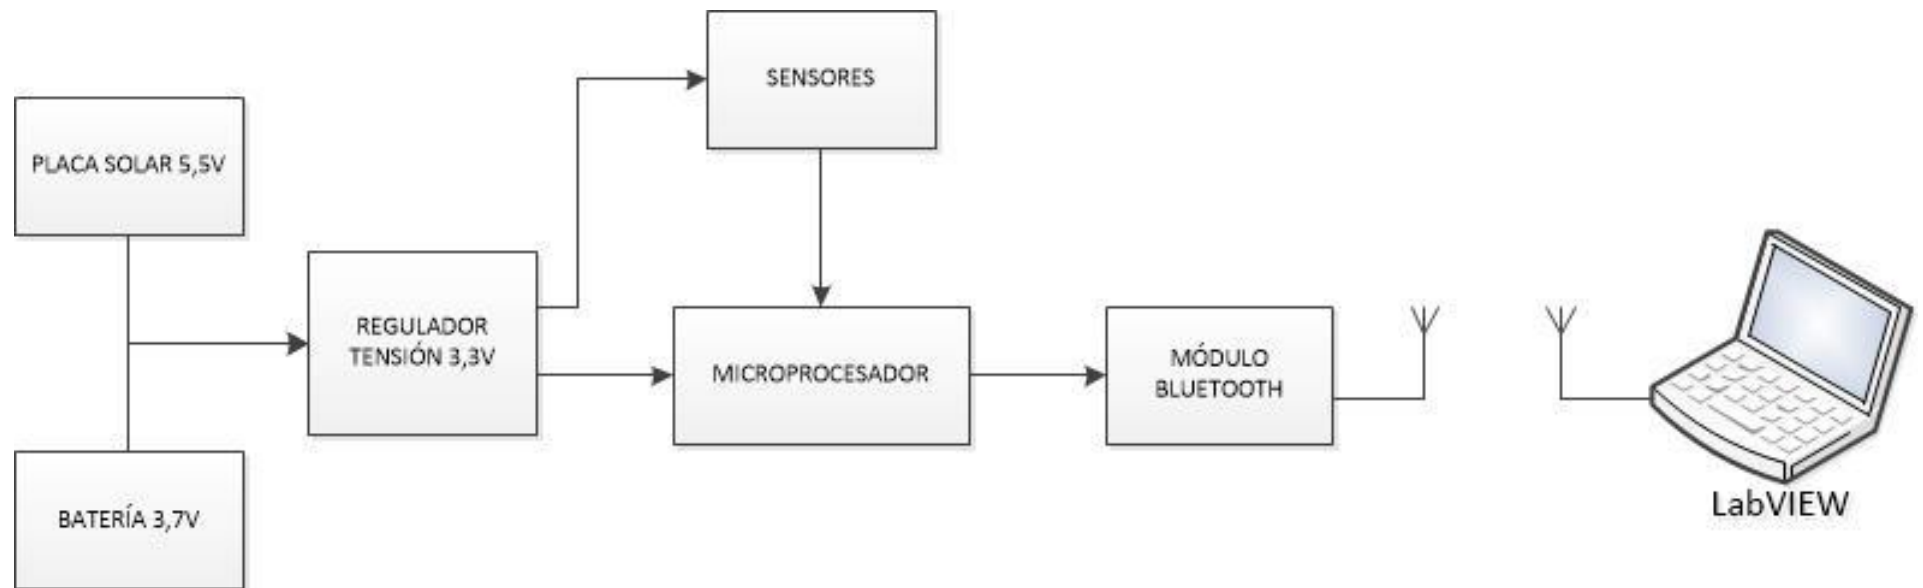 SENSORES
PLACA SOLAR 5,5V
REGULADOR
TENSIÓN 3,3V
MICROPROCESADOR
MÓDULO
BLUETOOTH
BATERÍA 3,7V
LabVIEW